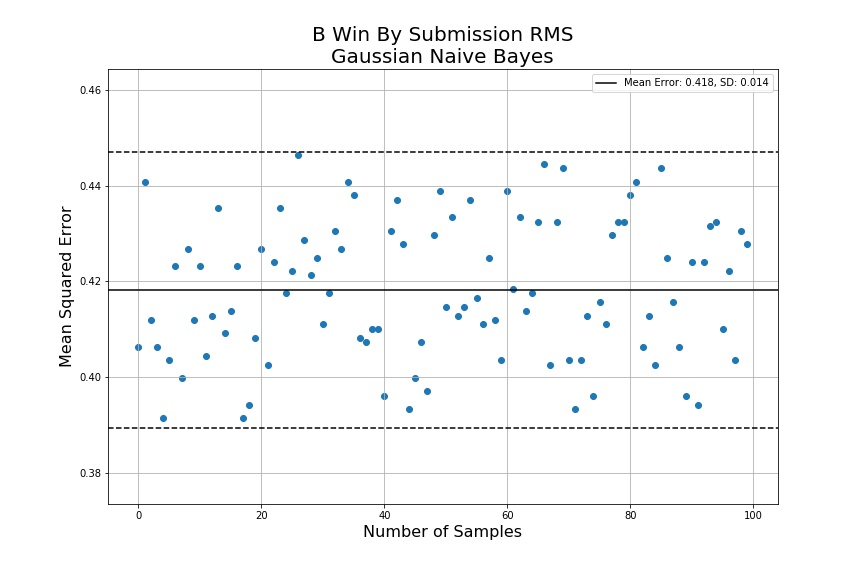 B Win By Submission RMS
Gaussian Naive Bayes
Mean Error: 0.418, SD: 0.014
0.46
0.44
0.42
0.40
0.38
Mean Squared Error
0 20 40 60 80 100
Number of Samples